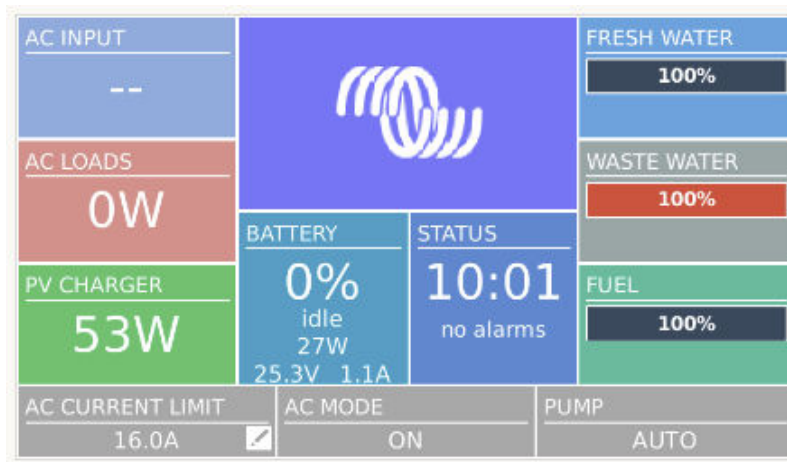 AC INPUT
--
AC LOADS
0W
PV CHARGER
53W
BATTERY
0%
idle
27W
25.3V 1.1A
STATUS
10:01
no alarms
FRESH WATER
100%
WASTE WATER
100%
FUEL
100%
AC CURRENT LIMIT
16.0A
AC MODE
ON
PUMP
AUTO